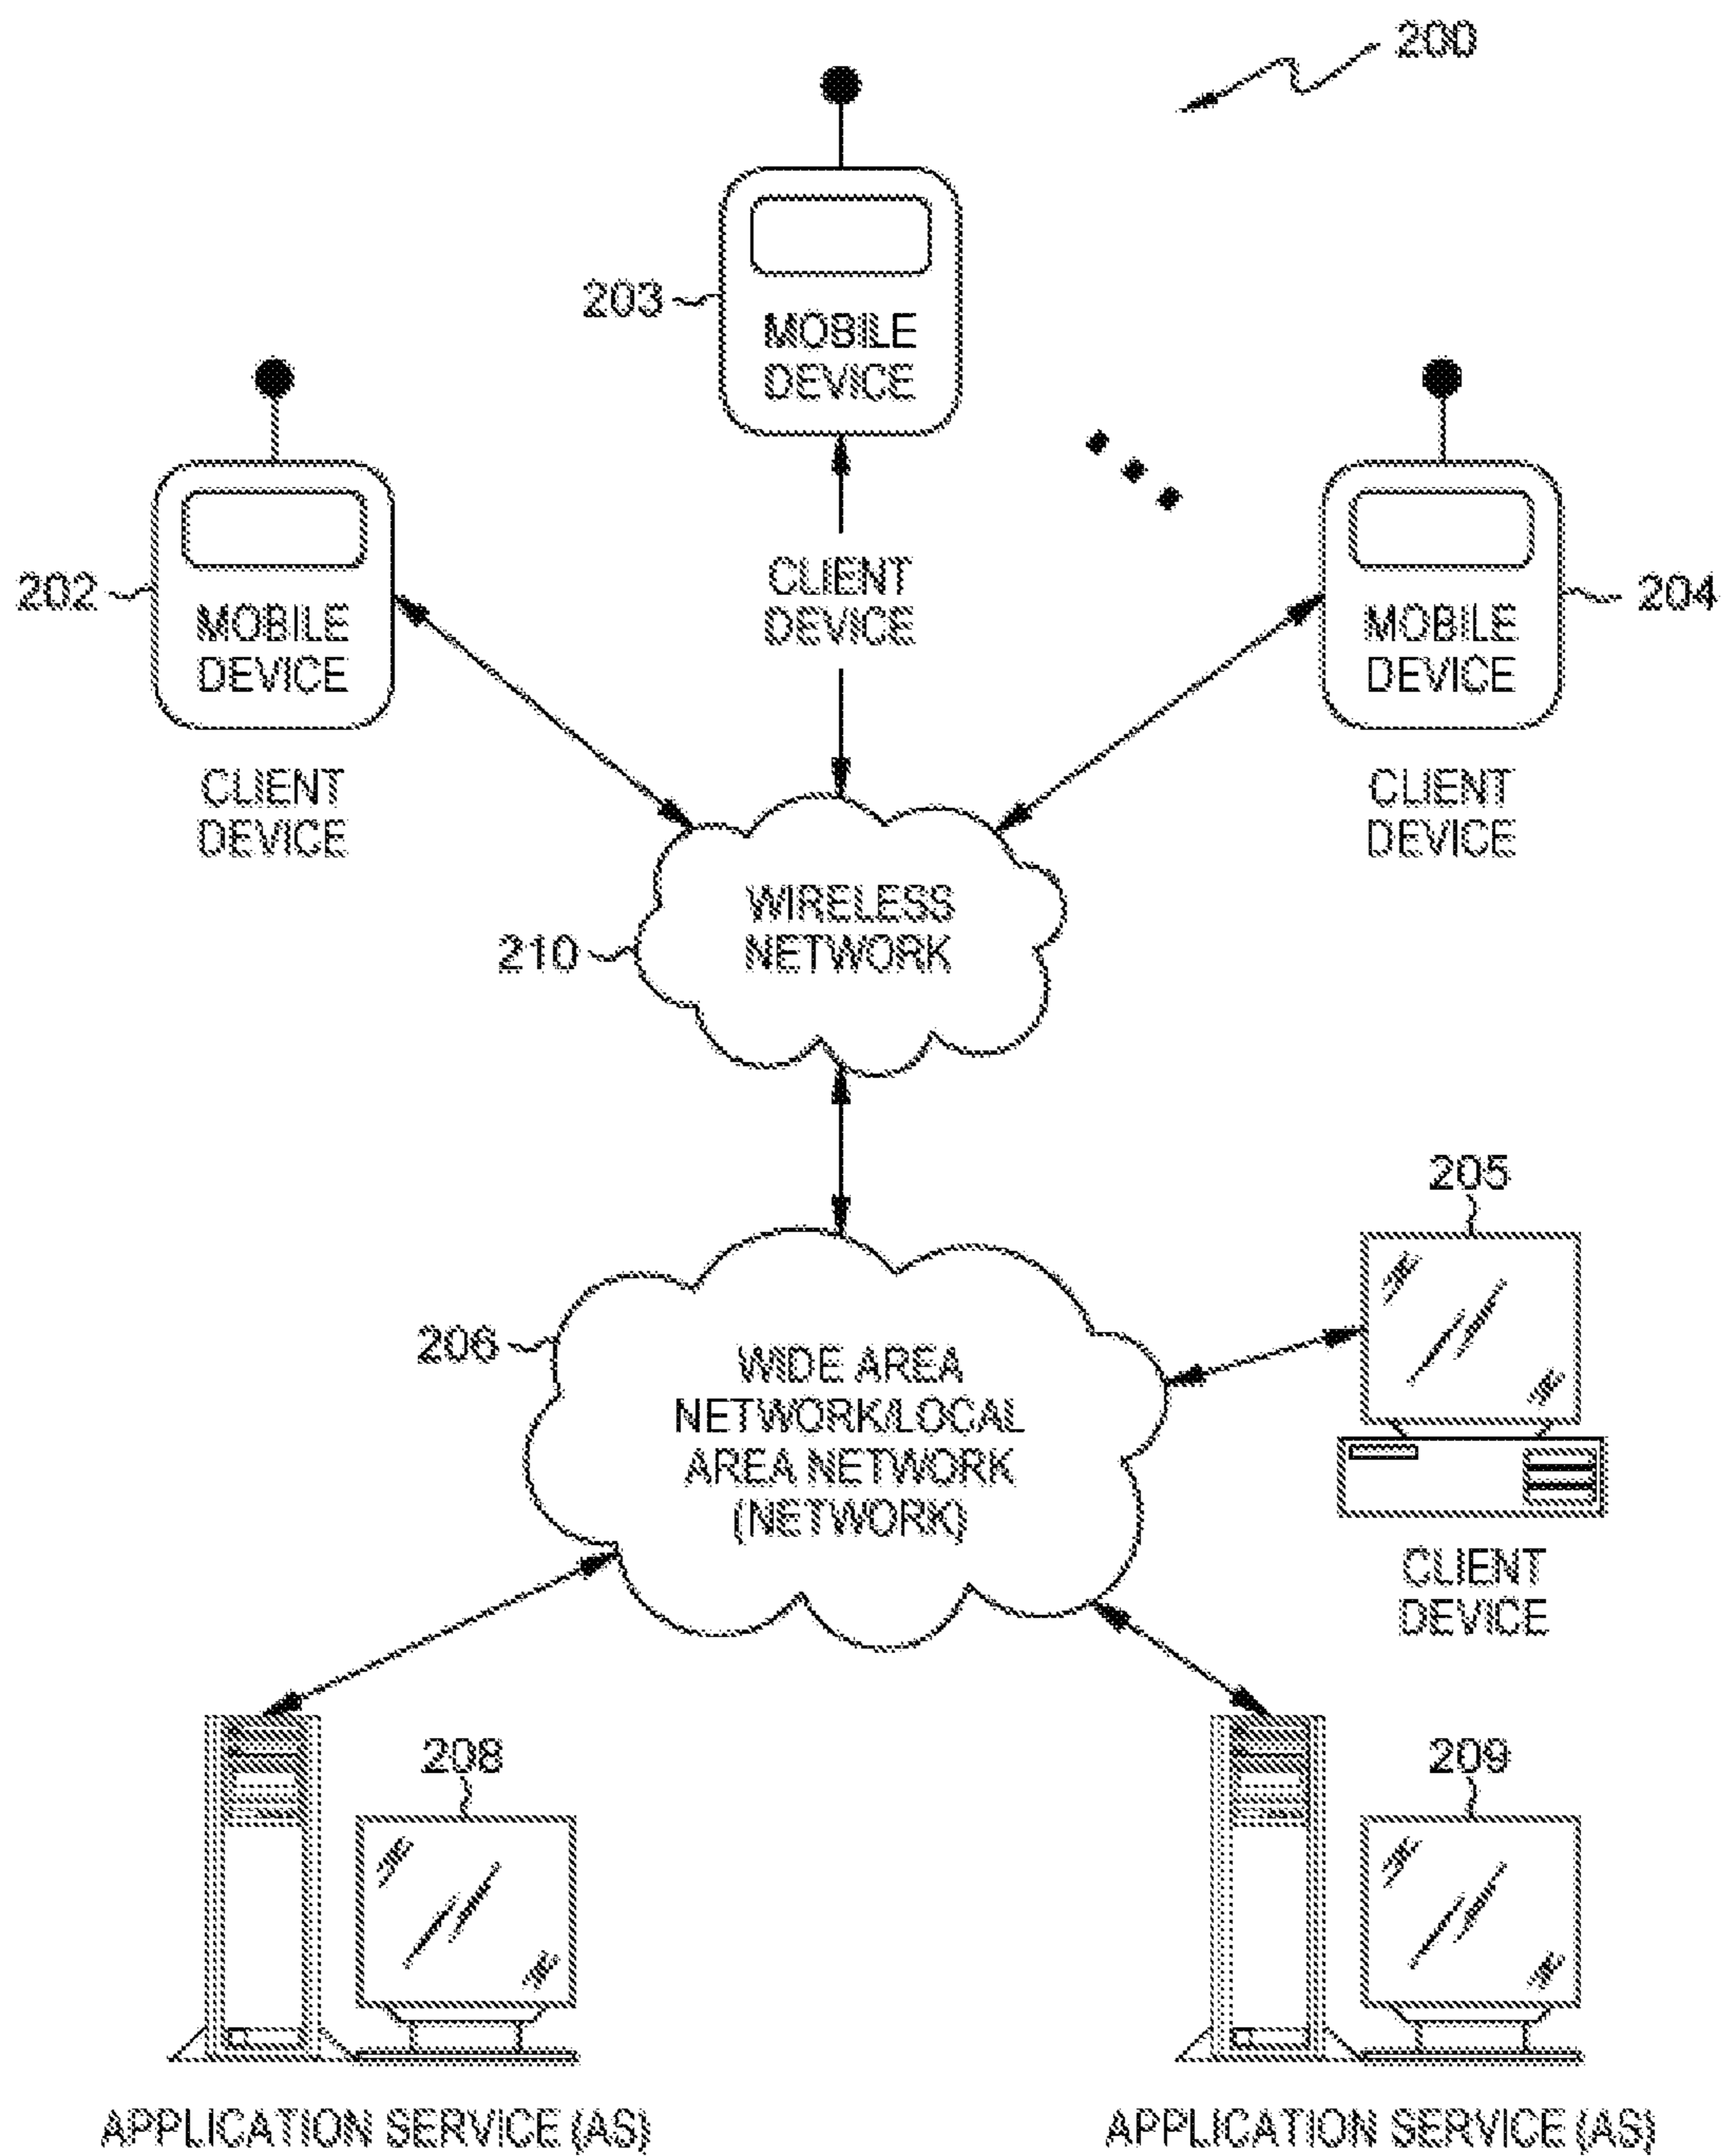 200
203
MOBILE
DEVICE
202
MOBILE
DEVICE
CLIENT
DEVICE
CLIENT
DEVICE
204
MOBILE
DEVICE
CLIENT
DEVICE
210
WIRELESS
NETWORK
205
206
WIDE AREA
NETWORK/LOCAL
AREA NETWORK
(NETWORK)
CLIENT
DEVICE
208
209
APPLICATION SERVICE (AS)
APPLICATION SERVICE (AS)